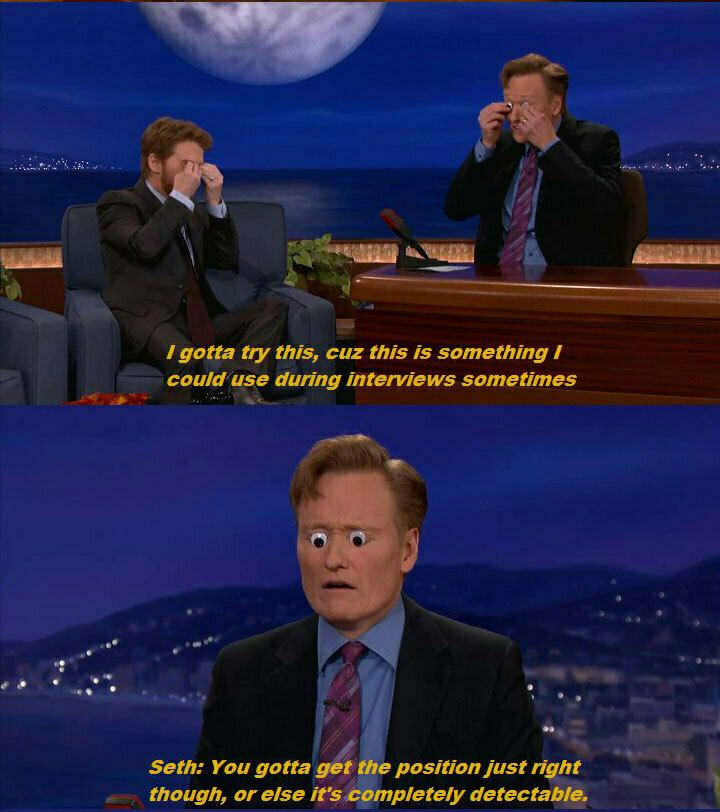 I gotta try this, cuz this is something I
could use during interviews sometimes
Seth: You gotta get the position just right
though, or else it's completely detectable.